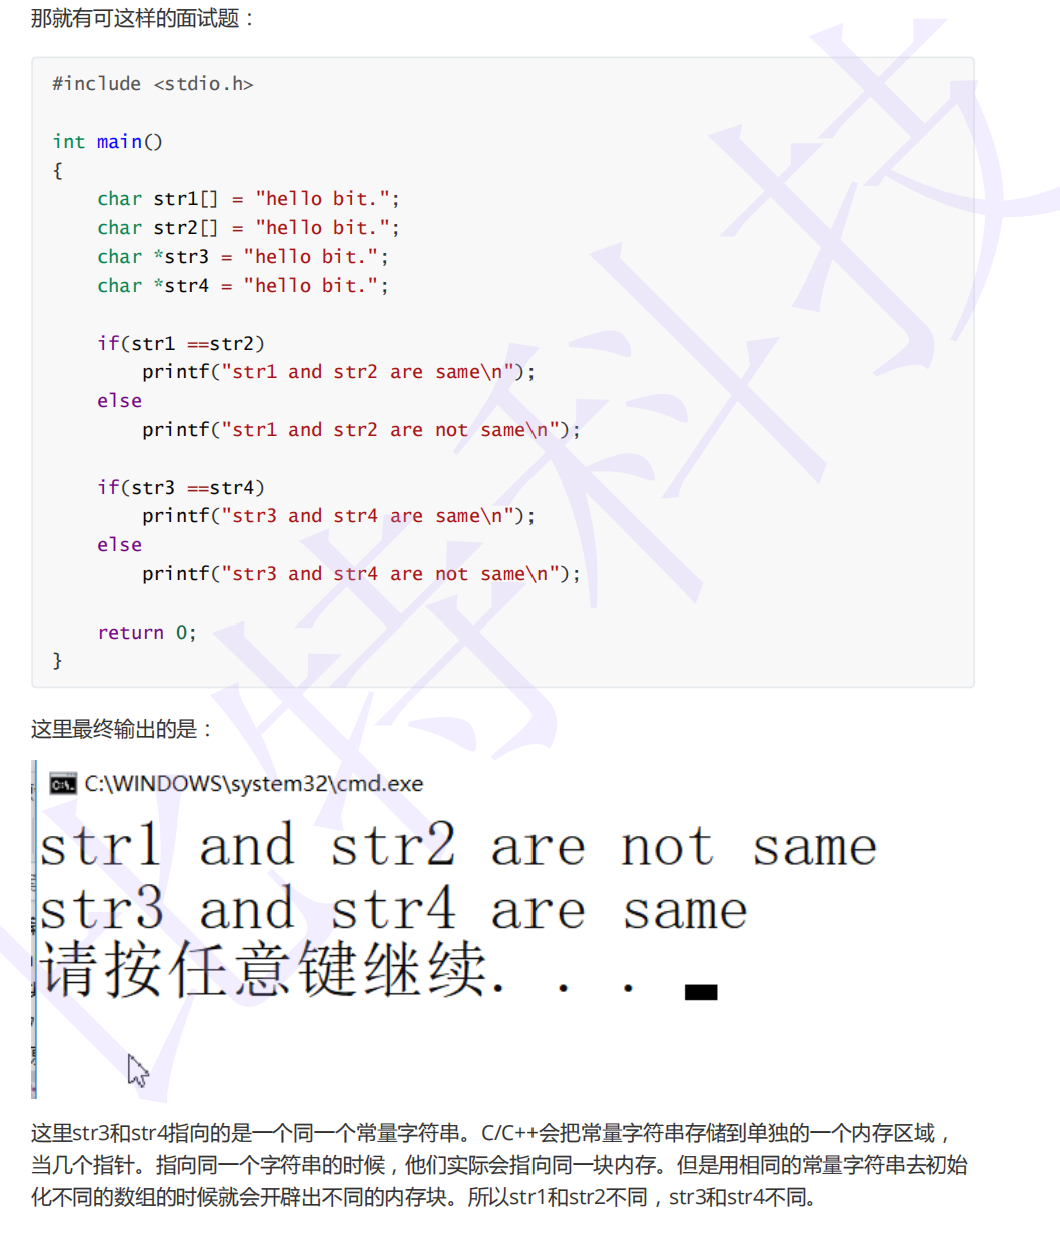 那就有可这样的面试题：
#include <stdio.h>
int main()
{
    char str1[] = "hello bit.";
    char str2[] = "hello bit.";
    char *str3 = "hello bit.";
    char *str4 = "hello bit.";
    if(str1 ==str2)
        printf("str1 and str2 are same\n");
    else
        printf("str1 and str2 are not same\n");
    if(str3 ==str4)
        printf("str3 and str4 are same\n");
    else
        printf("str3 and str4 are not same\n");
    return 0;
}
这里最终输出的是：
C:\WINDOWS\system32\cmd.exe
str1 and str2 are not same
str3 and str4 are same
请按任意键继续. . .
这里str3和str4指向的是一个同一个常量字符串。C/C++会把常量字符串存储到单独的一个内存区域，
当几个指针。指向同一个字符串的时候，他们实际会指向同一块内存。但是用相同的常量字符串去初始
化不同的数组的时候就会开辟出不同的内存块。所以str1和str2不同，str3和str4不同。
比特科技